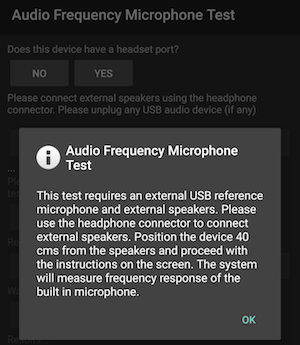 Audio Frequency Microphone Test
Does this device have a headset port?
NO YES
Please connect external speakers using the headphone
connector. Please unplug any USB audio device (if any)
Audio Frequency Microphone
Test
...
This test requires an external USB reference
microphone and external speakers. Please
use the headphone connector to connect
external speakers. Position the device 40
cms from the speakers and proceed with
the instructions on the screen. The system
will measure frequency response of the
built in microphone.
OK